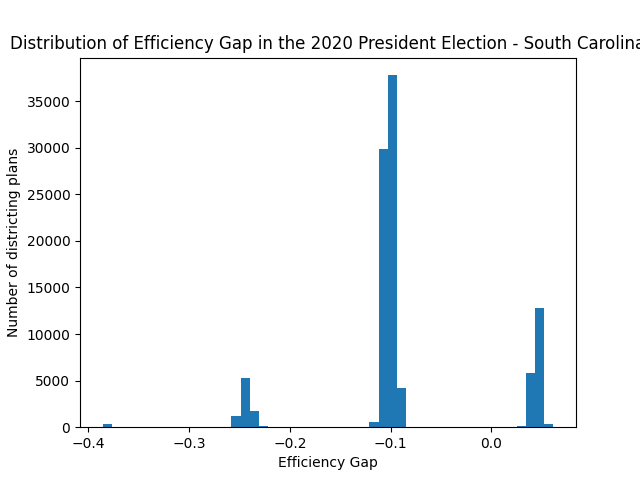 Distribution of Efficiency Gap in the 2020 President Election - South Carolina
Number of districting plans
35000
30000
25000
20000
15000
10000
5000
0
−0.4 −0.3 −0.2 −0.1 0.0
Efficiency Gap